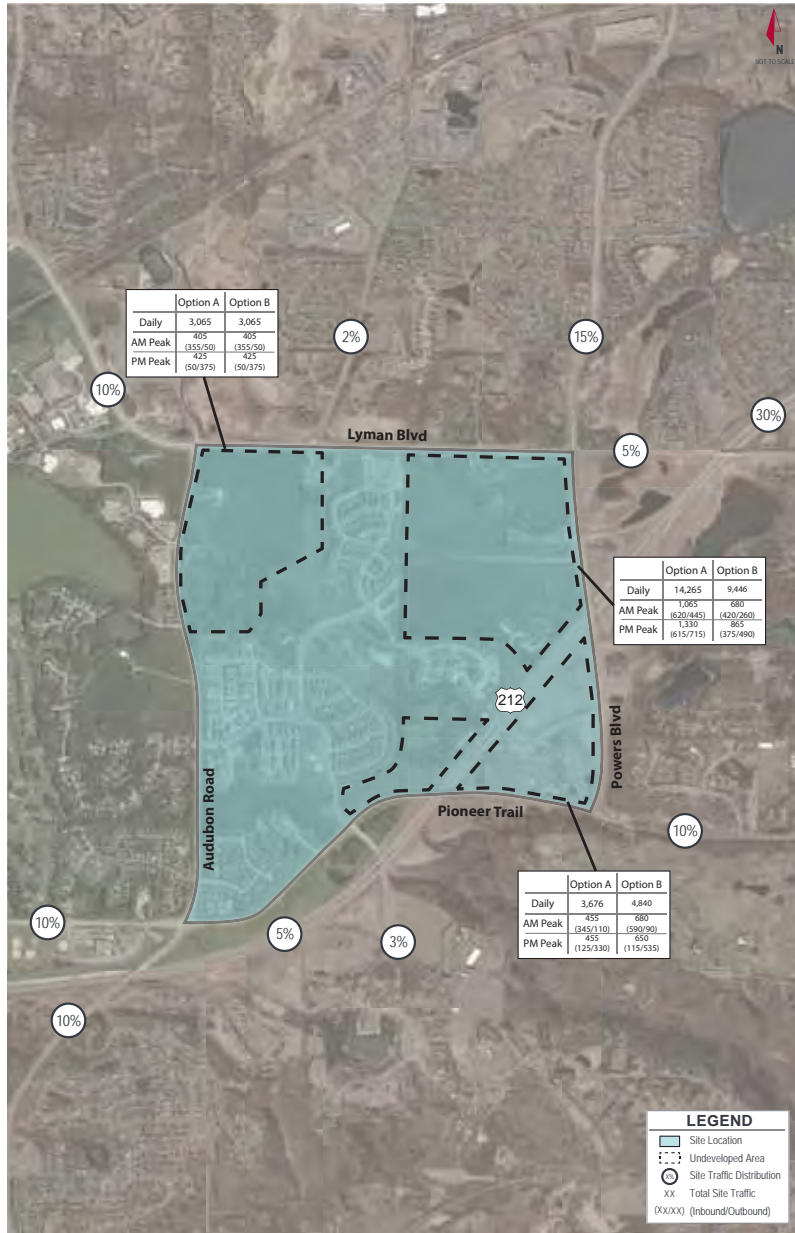 N
NOT TO SCALE
Option A Option B
Daily 3,065 3,065
AM Peak 405 (355/50) 405 (355/50)
PM Peak 425 (50/375) 425 (50/375)
2%
15%
10%
30%
Lyman Blvd
5%
Option A Option B
Daily 14,265 9,446
AM Peak 1,065 (620/445) 680 (420/260)
PM Peak 1,330 (615/715) 865 (375/490)
212
Powers Blvd
Audubon Road
Pioneer Trail
10%
Option A Option B
Daily 3,676 4,840
AM Peak 455 (345/110) 680 (590/90)
PM Peak 455 (125/330) 650 (115/535)
10%
5%
3%
10%
LEGEND
Site Location
Undeveloped Area
X% Site Traffic Distribution
XX Total Site Traffic
(XX/XX) (Inbound/Outbound)